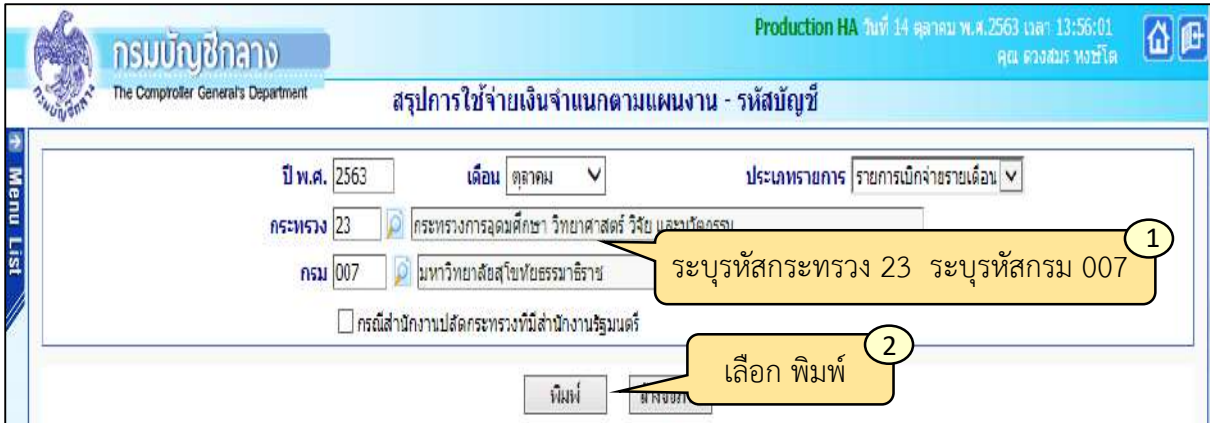 Production HA วันที่ 14 ตุลาคม พ.ศ.2563 เวลา 13:56:01
คุณ ดวงสมร หงษ์โต
กรมบัญชีกลาง
The Comptroller General's Department
สรุปการใช้จ่ายเงินจำแนกตามแผนงาน - รหัสบัญชี
Menu List
ปี พ.ศ. 2563 เดือน ตุลาคม ประเภทรายการ รายการเบิกจ่ายรายเดือน
กระทรวง 23 กระทรวงการอุดมศึกษา วิทยาศาสตร์ วิจัย และนวัตกรรม
1
ระบุรหัสกระทรวง 23 ระบุรหัสกรม 007
กรม 007 มหาวิทยาลัยสุโขทัยธรรมาธิราช
กรณีสำนักงานปลัดกระทรวงที่มีสำนักงานรัฐมนตรี
2
เลือก พิมพ์
พิมพ์